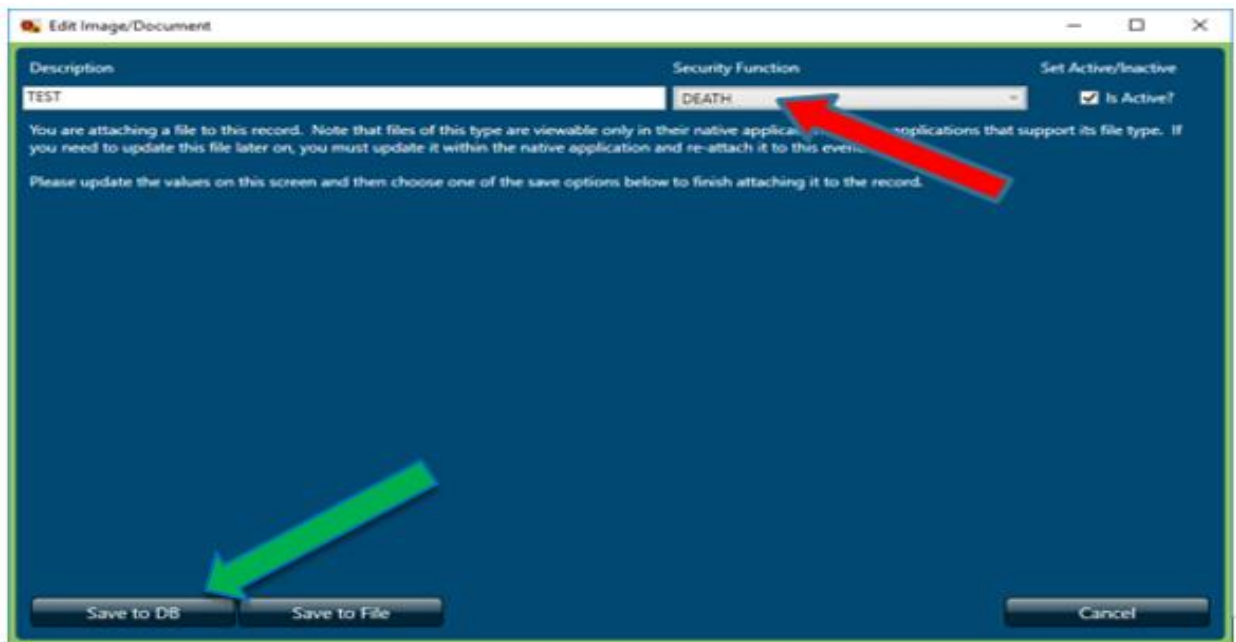 Edit Image/Document
Description Security Function Set Active/Inactive
TEST DEATH Is Active?
You are attaching a file to this record. Note that files of this type are viewable only in their native applications that support its file type. If
you need to update this file later on, you must update it within the native application and re-attach it to this
Please update the values on this screen and then choose one of the save options below to finish attaching it to the record.
Save to DB Save to File Cancel